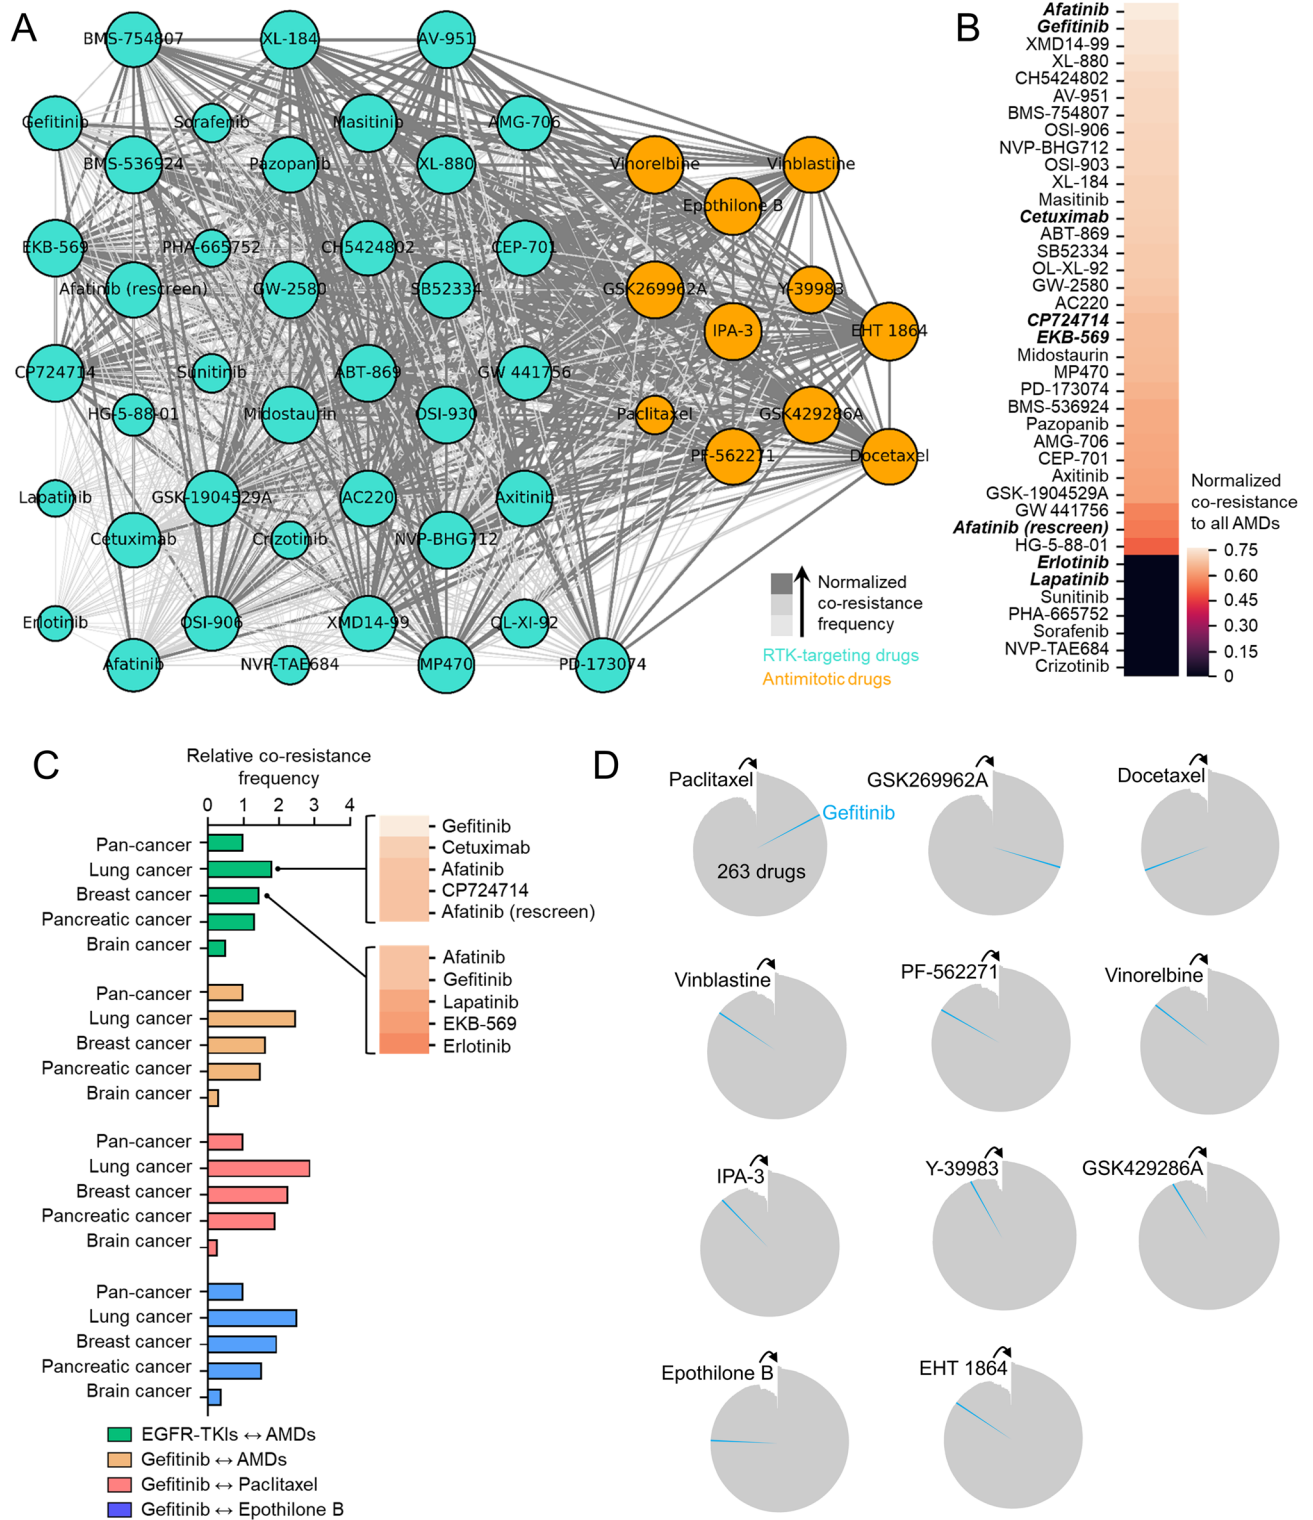 A
BMS-754807
XL-184
AV-951
Gefitinib
Sorafenib
Masitinib
AMG-706
BMS-536924
Pazopanib
XL-880
Vinorelbine
Vinblastine
Epothilone B
EKB-569
PHA-665752
CH5424802
CEP-701
Afatinib (rescreen)
GW-2580
SB52334
GSK269962A
Y-39983
IPA-3
EHT 1864
CP724714
Sunitinib
ABT-869
GW 441756
HG-5-88-01
Midostaurin
OSI-930
Paclitaxel
GSK429286A
PF-562271
Docetaxel
Lapatinib
GSK-1904529A
AC220
Axitinib
Cetuximab
Crizotinib
NVP-BHG712
Erlotinib
OSI-906
XMD14-99
OL-XI-92
Afatinib
NVP-TAE684
MP470
PD-173074
Normalized
co-resistance
frequency
RTK-targeting drugs
Antimitotic drugs
B
Afatinib
Gefitinib
XMD14-99
XL-880
CH5424802
AV-951
BMS-754807
OSI-906
NVP-BHG712
OSI-903
XL-184
Masitinib
Cetuximab
ABT-869
SB52334
OL-XL-92
GW-2580
AC220
CP724714
EKB-569
Midostaurin
MP470
PD-173074
BMS-536924
Pazopanib
AMG-706
CEP-701
Axitinib
GSK-1904529A
GW 441756
Afatinib (rescreen)
HG-5-88-01
Erlotinib
Lapatinib
Sunitinib
PHA-665752
Sorafenib
NVP-TAE684
Crizotinib
Normalized
co-resistance
to all AMDs
0.75
0.60
0.45
0.30
0.15
0
C
Relative co-resistance
frequency
0 1 2 3 4
Pan-cancer
Lung cancer
Breast cancer
Pancreatic cancer
Brain cancer
Gefitinib
Cetuximab
Afatinib
CP724714
Afatinib (rescreen)
Afatinib
Gefitinib
Lapatinib
EKB-569
Erlotinib
Pan-cancer
Lung cancer
Breast cancer
Pancreatic cancer
Brain cancer
Pan-cancer
Lung cancer
Breast cancer
Pancreatic cancer
Brain cancer
Pan-cancer
Lung cancer
Breast cancer
Pancreatic cancer
Brain cancer
EGFR-TKIs ↔ AMDs
Gefitinib ↔ AMDs
Gefitinib ↔ Paclitaxel
Gefitinib ↔ Epothilone B
D
Paclitaxel
Gefitinib
263 drugs
GSK269962A
Docetaxel
Vinblastine
PF-562271
Vinorelbine
IPA-3
Y-39983
GSK429286A
Epothilone B
EHT 1864